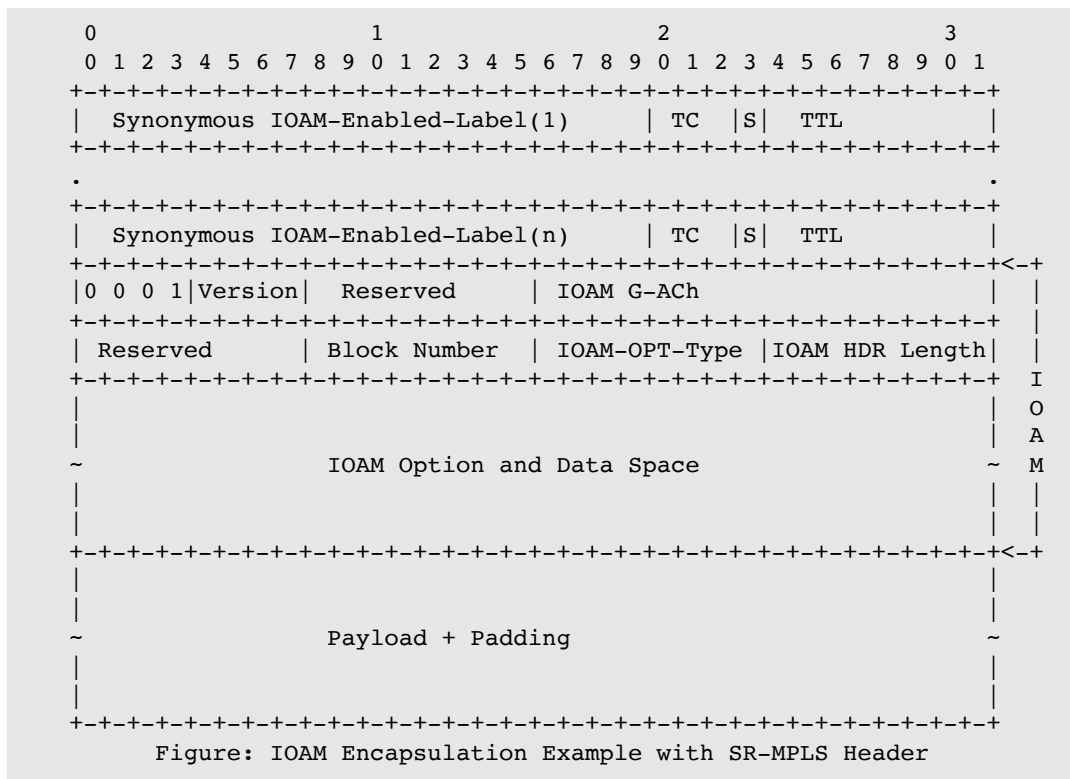 0                   1                   2                   3
 0 1 2 3 4 5 6 7 8 9 0 1 2 3 4 5 6 7 8 9 0 1 2 3 4 5 6 7 8 9 0 1
+-+-+-+-+-+-+-+-+-+-+-+-+-+-+-+-+-+-+-+-+-+-+-+-+-+-+-+-+-+-+-+-+
|  Synonymous IOAM-Enabled-Label(1)     | TC  |S|  TTL          |
+-+-+-+-+-+-+-+-+-+-+-+-+-+-+-+-+-+-+-+-+-+-+-+-+-+-+-+-+-+-+-+-+
.                                                               .
+-+-+-+-+-+-+-+-+-+-+-+-+-+-+-+-+-+-+-+-+-+-+-+-+-+-+-+-+-+-+-+-+
|  Synonymous IOAM-Enabled-Label(n)     | TC  |S|  TTL          |
+-+-+-+-+-+-+-+-+-+-+-+-+-+-+-+-+-+-+-+-+-+-+-+-+-+-+-+-+-+-+-+-+<-+
|0 0 0 1|Version|  Reserved     | IOAM G-ACh                    |  |
+-+-+-+-+-+-+-+-+-+-+-+-+-+-+-+-+-+-+-+-+-+-+-+-+-+-+-+-+-+-+-+-+  |
| Reserved      | Block Number  | IOAM-OPT-Type |IOAM HDR Length|  |
+-+-+-+-+-+-+-+-+-+-+-+-+-+-+-+-+-+-+-+-+-+-+-+-+-+-+-+-+-+-+-+-+  I
|                                                               |  O
|                                                               |  A
~                 IOAM Option and Data Space                    ~  M
|                                                               |  |
|                                                               |  |
+-+-+-+-+-+-+-+-+-+-+-+-+-+-+-+-+-+-+-+-+-+-+-+-+-+-+-+-+-+-+-+-+<-+
|                                                               |
|                                                               |
~                 Payload + Padding                             ~
|                                                               |
|                                                               |
+-+-+-+-+-+-+-+-+-+-+-+-+-+-+-+-+-+-+-+-+-+-+-+-+-+-+-+-+-+-+-+-+
Figure: IOAM Encapsulation Example with SR-MPLS Header